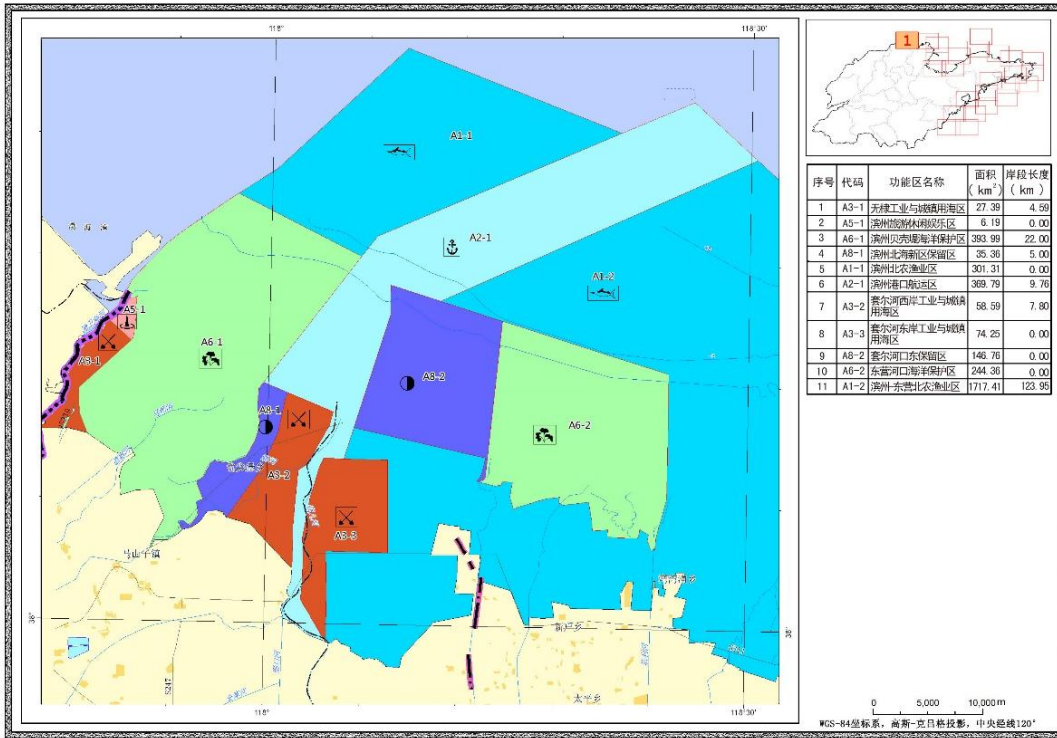 118°
118°30'
A1-1
A2-1
A1-2
A5-1
A3-1
A6-1
A8-2
A8-1
A6-2
A3-2
A3-3
马山子镇
新户乡
太平乡
S247
38°
38°
118°
118°30'
1
序号 代码 功能区名称 面积(km²) 岸段长度(km)
1 A3-1 无棣工业与城镇用海区 27.39 4.59
2 A5-1 滨州旅游休闲娱乐区 6.19 0.00
3 A6-1 滨州贝壳堤海洋保护区 393.99 22.00
4 A8-1 滨州北海新区保留区 35.36 5.00
5 A1-1 滨州北农渔业区 301.31 0.00
6 A2-1 滨州港口航运区 369.79 9.76
7 A3-2 套尔河西岸工业与城镇用海区 58.59 7.80
8 A3-3 套尔河东岸工业与城镇用海区 74.25 0.00
9 A8-2 套尔河口东保留区 146.76 0.00
10 A6-2 东营河口海洋保护区 244.36 0.00
11 A1-2 滨州-东营北农渔业区 1717.41 123.95
0 5,000 10,000 m
WGS-84坐标系，高斯-克吕格投影，中央经线120°